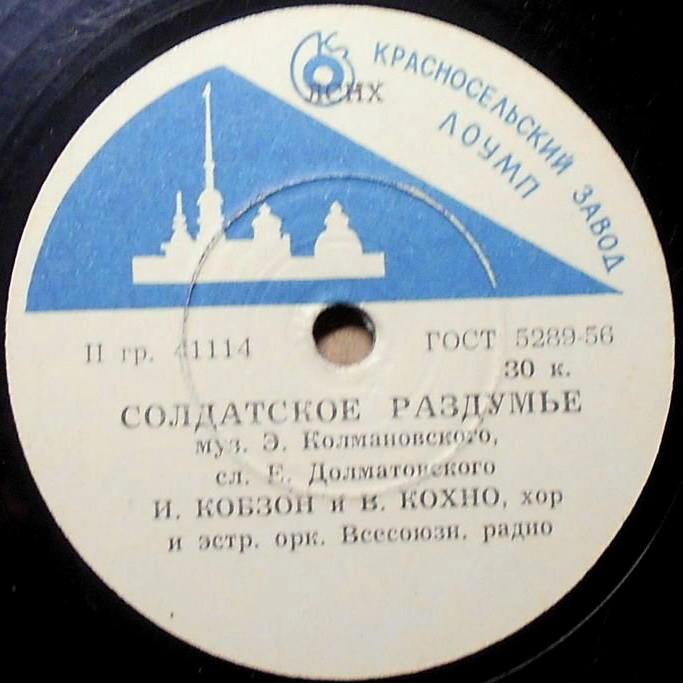 КРАСНОСЕЛЬСКИЙ ЗАВОД
ЛОУМП
ЛСНХ
II гр. 41114
ГОСТ 5289-56
30 к.
СОЛДАТСКОЕ РАЗДУМЬЕ
муз. Э. Колмановского,
сл. Е. Долматовского
И. КОБЗОН и В. КОХНО, хор
и эстр. орк. Всесоюзн. радио